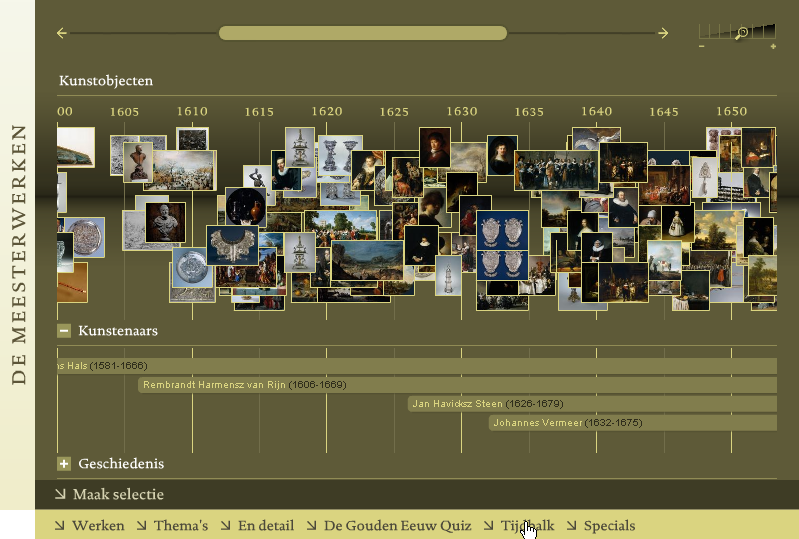 DE MEESTERWERKEN
Kunstobjecten
00 1605 1610 1615 1620 1625 1630 1635 1640 1645 1650
Kunstenaars
s Hals (1581-1666)
Rembrandt Harmensz van Rijn (1606-1669)
Jan Havicksz Steen (1626-1679)
Johannes Vermeer (1632-1675)
Geschiedenis
Maak selectie
Werken Thema's En detail De Gouden Eeuw Quiz Tijdbalk Specials